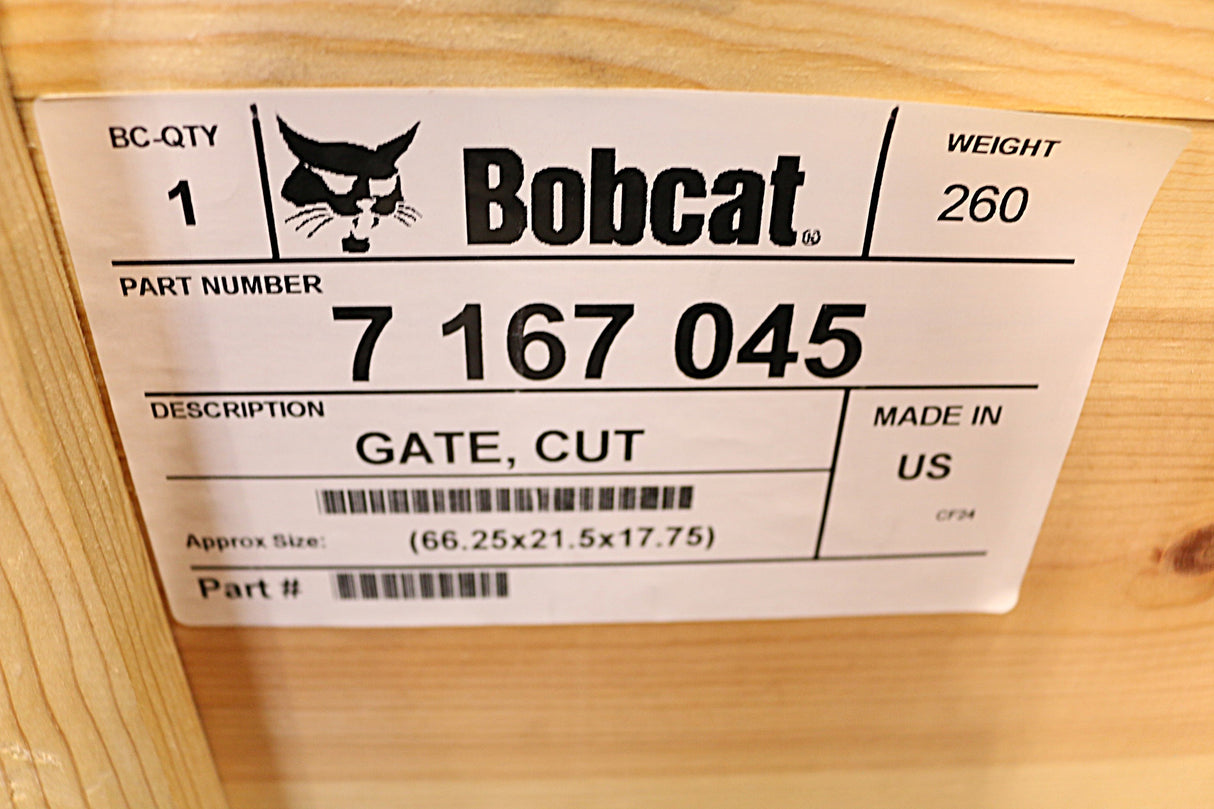 BC-QTY
1
Bobcat®
WEIGHT
260
PART NUMBER
7 167 045
DESCRIPTION
GATE, CUT
MADE IN
US
CF24
Approx Size: (66.25x21.5x17.75)
Part #